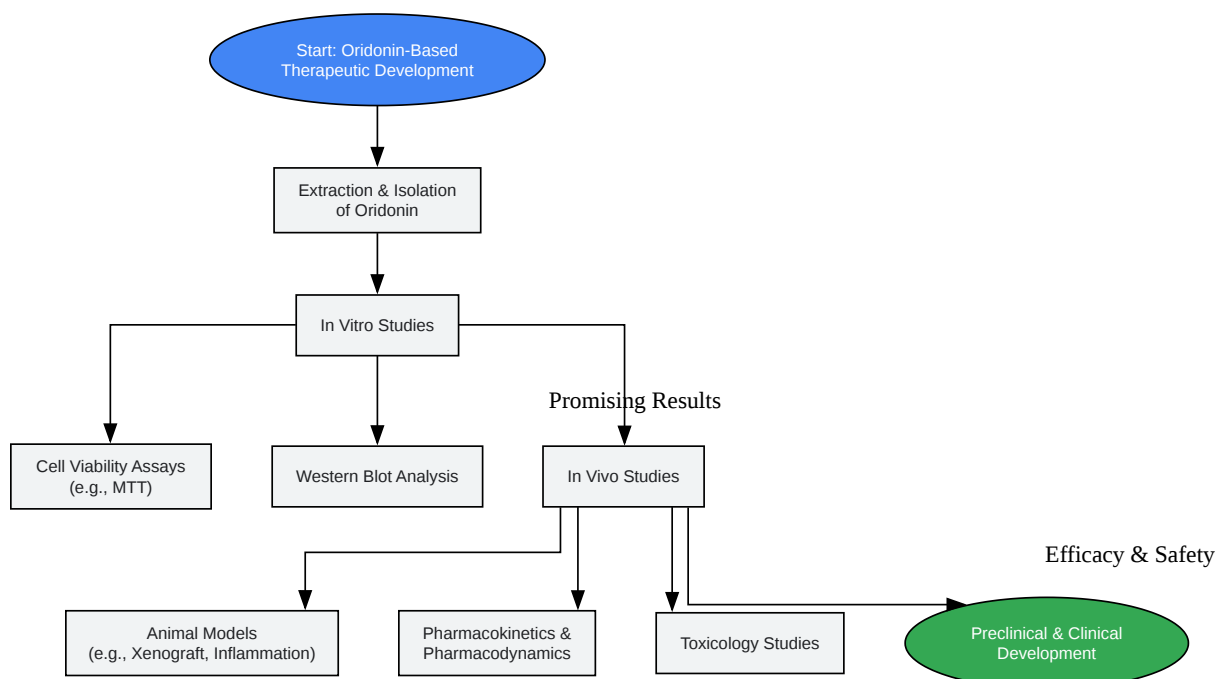 Start: Oridonin-Based
Therapeutic Development
Extraction & Isolation
of Oridonin
In Vitro Studies
Promising Results
Cell Viability Assays
(e.g., MTT)
Western Blot Analysis
In Vivo Studies
Efficacy & Safety
Animal Models
(e.g., Xenograft, Inflammation)
Pharmacokinetics &
Pharmacodynamics
Toxicology Studies
Preclinical & Clinical
Development